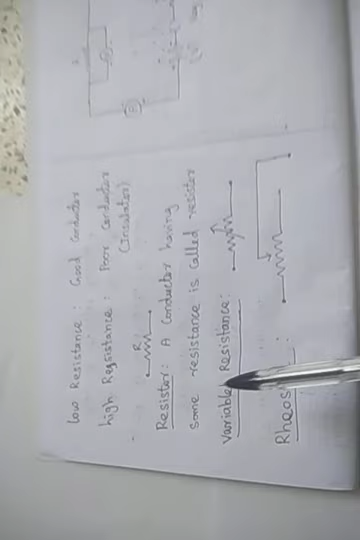 low Resistance : Good conductor
high Resistance : Poor conductor
(Insulator)
R
Resistor : A Conductor having
some resistance is called resistor
Variable Resistance :
Rheos :